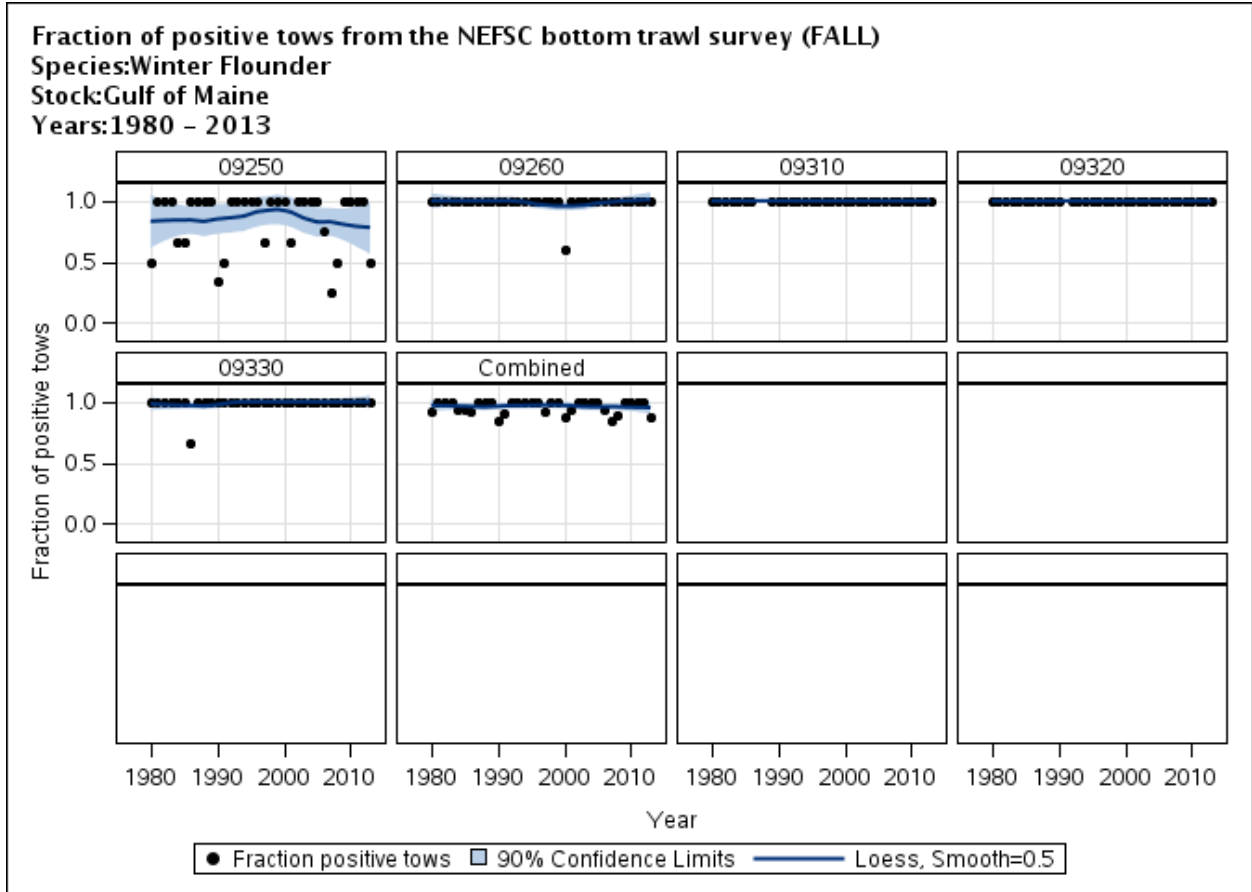 Fraction of positive tows from the NEFSC bottom trawl survey (FALL)
Species:Winter Flounder
Stock:Gulf of Maine
Years:1980 – 2013
09250 09260 09310 09320
1.0
0.5
0.0
09330 Combined
1.0
0.5
0.0
Fraction of positive tows
1980 1990 2000 2010 1980 1990 2000 2010 1980 1990 2000 2010 1980 1990 2000 2010
Year
Fraction positive tows 90% Confidence Limits Loess, Smooth=0.5